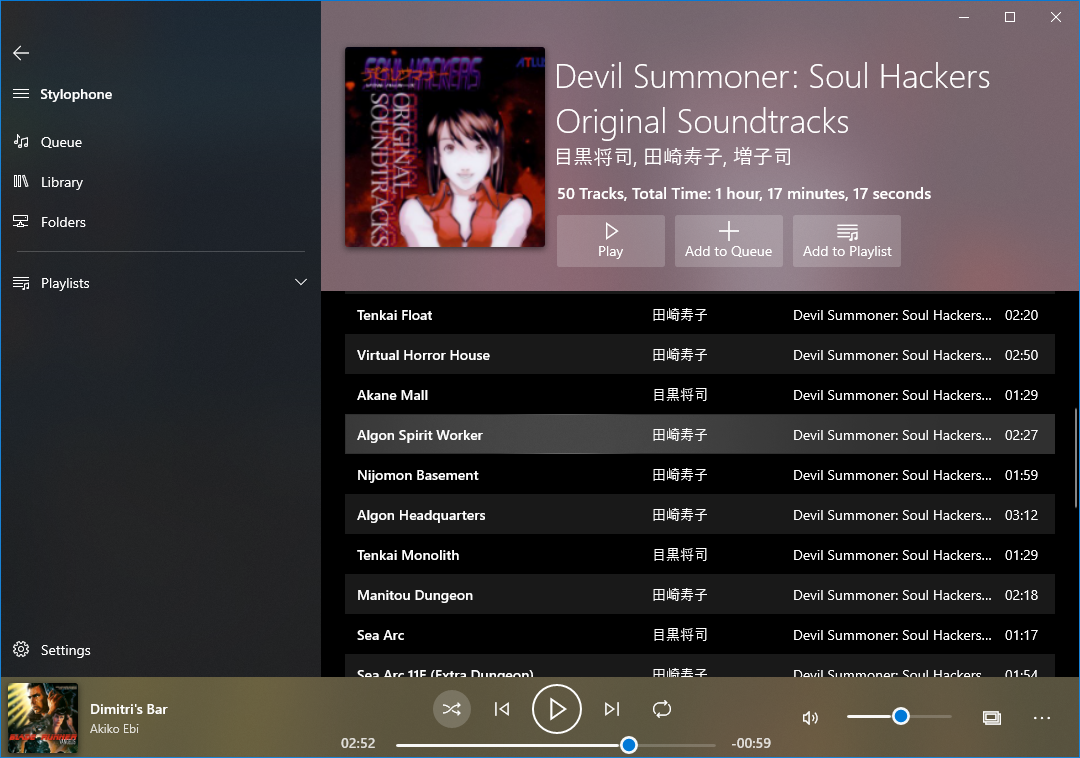 Stylophone
Queue
Library
Folders
Playlists
Settings
SOUL HACKERS
ATLUS
ORIGINAL
SOUNDTRACKS
Devil Summoner: Soul Hackers
Original Soundtracks
目黒将司, 田崎寿子, 増子司
50 Tracks, Total Time: 1 hour, 17 minutes, 17 seconds
Play
Add to Queue
Add to Playlist
Tenkai Float 田崎寿子 Devil Summoner: Soul Hackers... 02:20
Virtual Horror House 田崎寿子 Devil Summoner: Soul Hackers... 02:50
Akane Mall 目黒将司 Devil Summoner: Soul Hackers... 01:29
Algon Spirit Worker 田崎寿子 Devil Summoner: Soul Hackers... 02:27
Nijomon Basement 田崎寿子 Devil Summoner: Soul Hackers... 01:59
Algon Headquarters 田崎寿子 Devil Summoner: Soul Hackers... 03:12
Tenkai Monolith 目黒将司 Devil Summoner: Soul Hackers... 01:29
Manitou Dungeon 田崎寿子 Devil Summoner: Soul Hackers... 02:18
Sea Arc 目黒将司 Devil Summoner: Soul Hackers... 01:17
Sea Arc 11F (Extra Dungeon) 田崎寿子 Devil Summoner: Soul Hackers... 01:54
BLADE RUNNER
VANGELIS
Dimitri's Bar
Akiko Ebi
02:52
-00:59